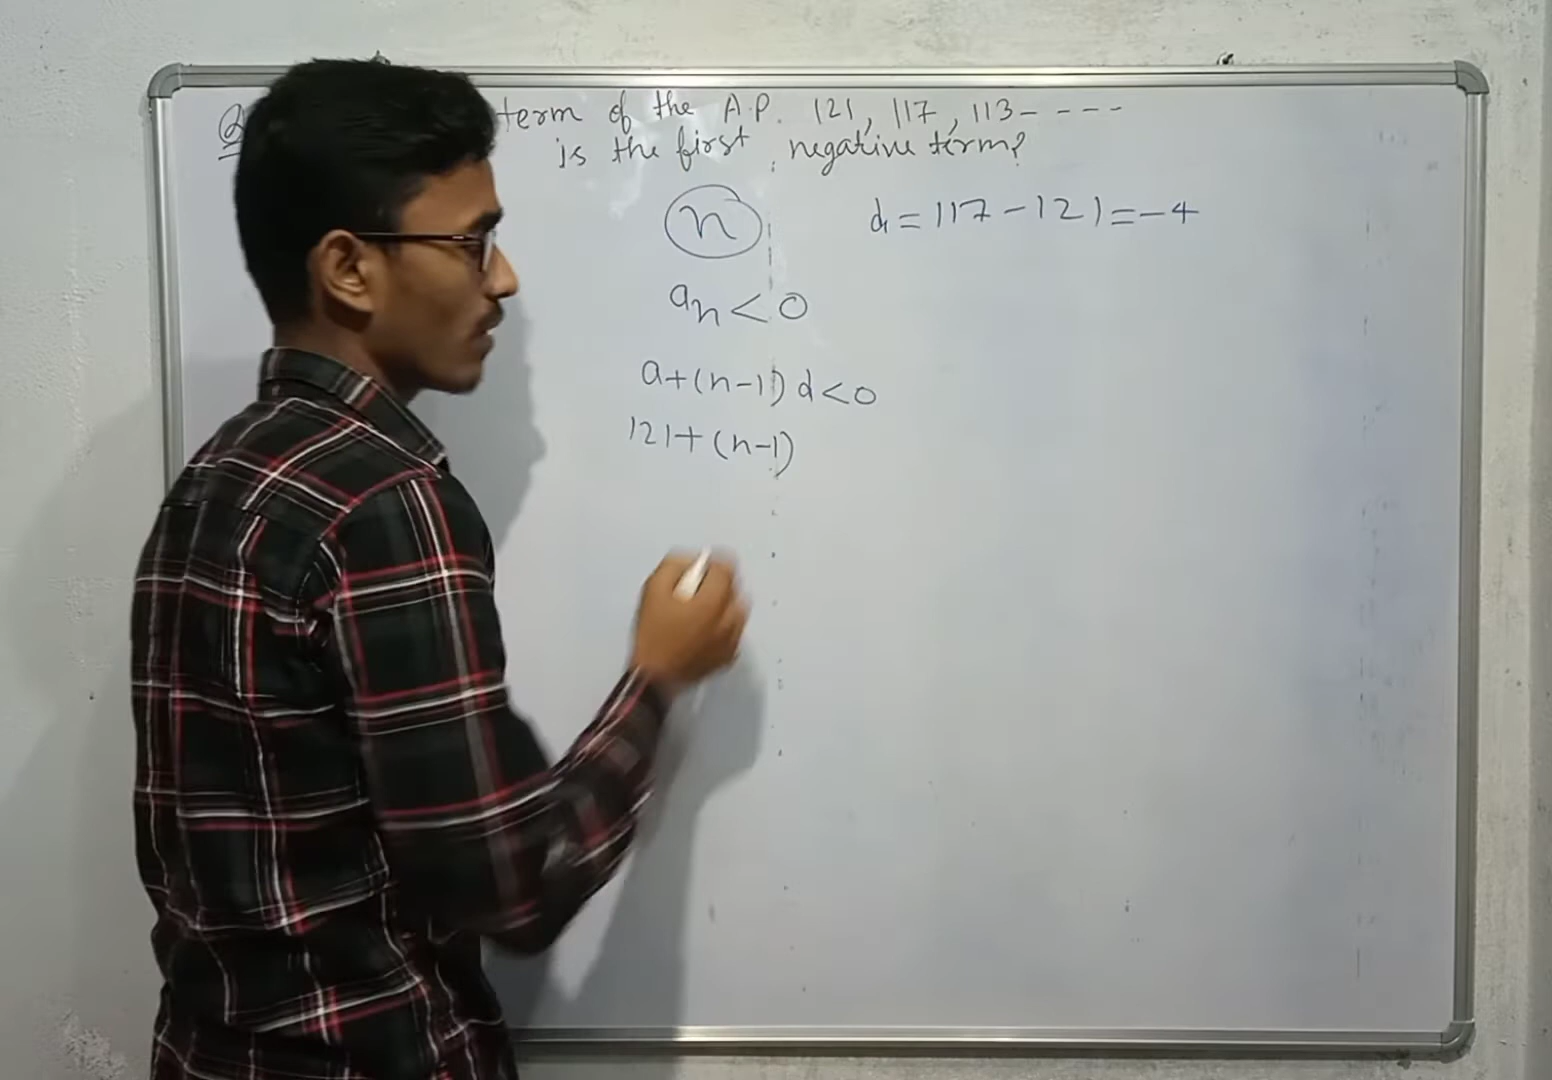 Q term of the A.P. 121, 117, 113-----
is the first negative term?
n
d = 117 - 121 = -4
an < 0
a+(n-1) d < 0
121+ (n-1)